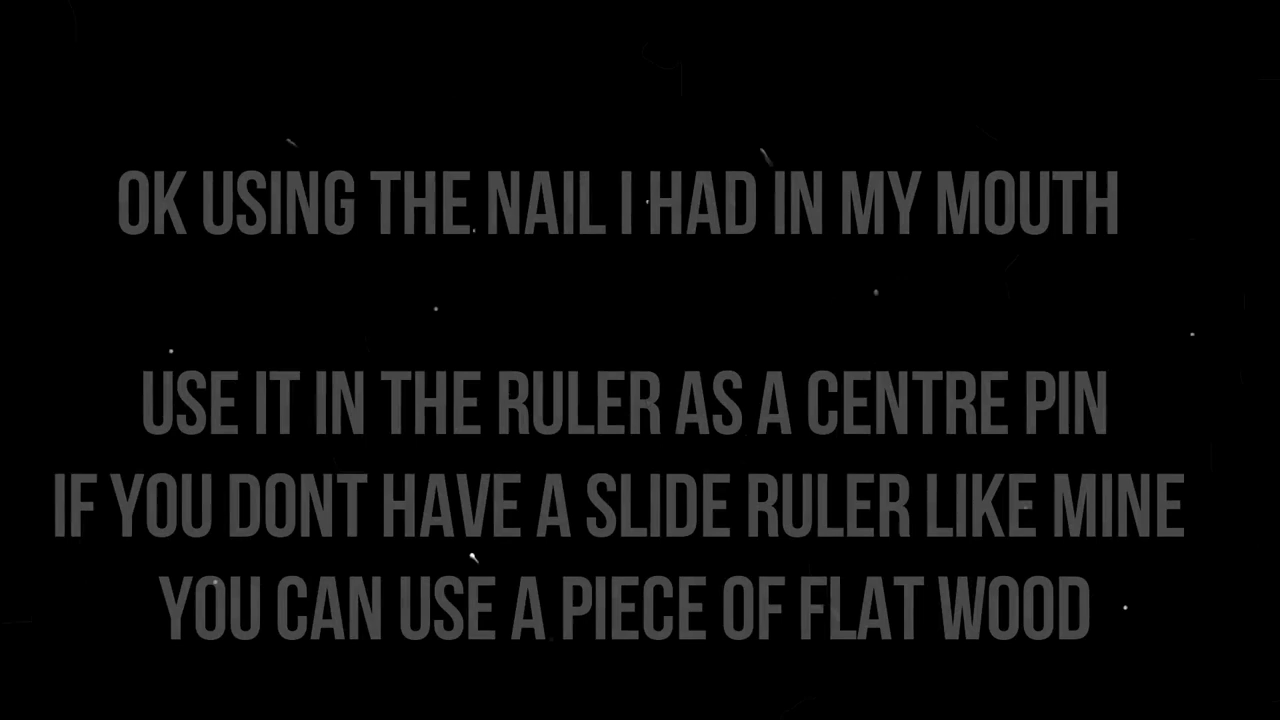 OK USING THE NAIL I HAD IN MY MOUTH
USE IT IN THE RULER AS A CENTRE PIN
IF YOU DONT HAVE A SLIDE RULER LIKE MINE
YOU CAN USE A PIECE OF FLAT WOOD